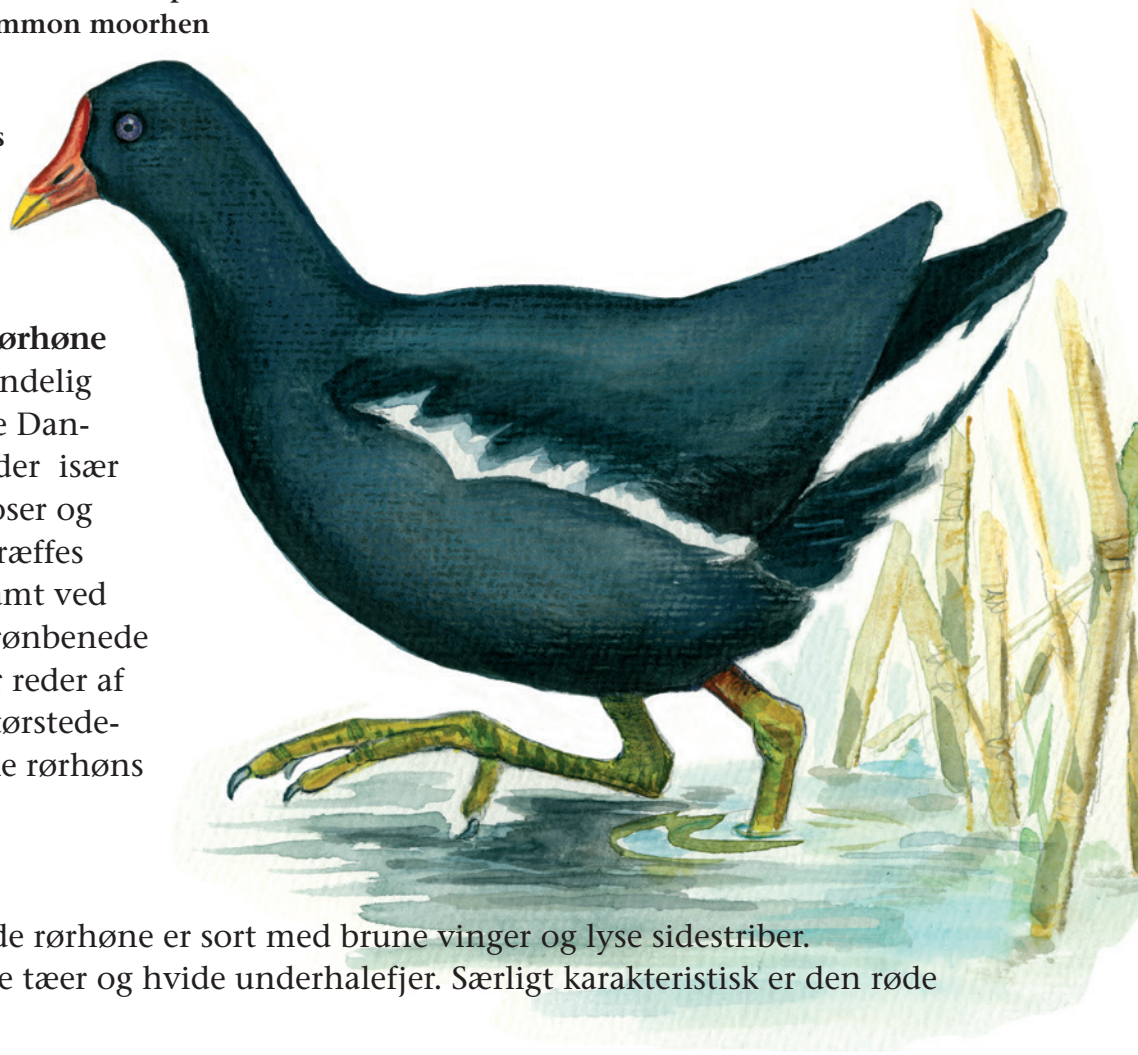 mmon moorhen
s
ørhøne
ndelig
e Dan-
der især
oser og
ræffes
amt ved
rønbenede
r reder af
tørstede-
e rørhøns
de rørhøne er sort med brune vinger og lyse sidestriber.
e tæer og hvide underhalefjer. Særligt karakteristisk er den røde